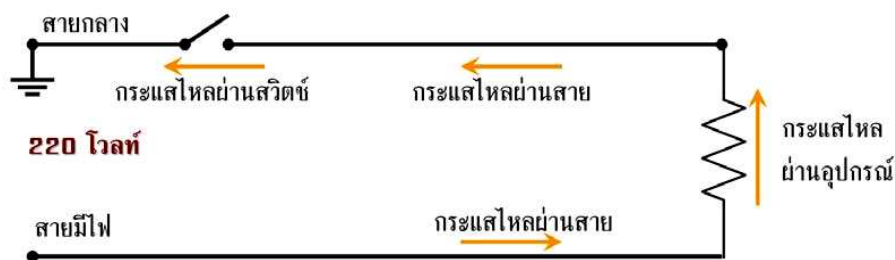 สายกลาง
กระแสไหลผ่านสวิตช์
กระแสไหลผ่านสาย
220 โวลท์
กระแสไหล
ผ่านอุปกรณ์
สายมีไฟ
กระแสไหลผ่านสาย